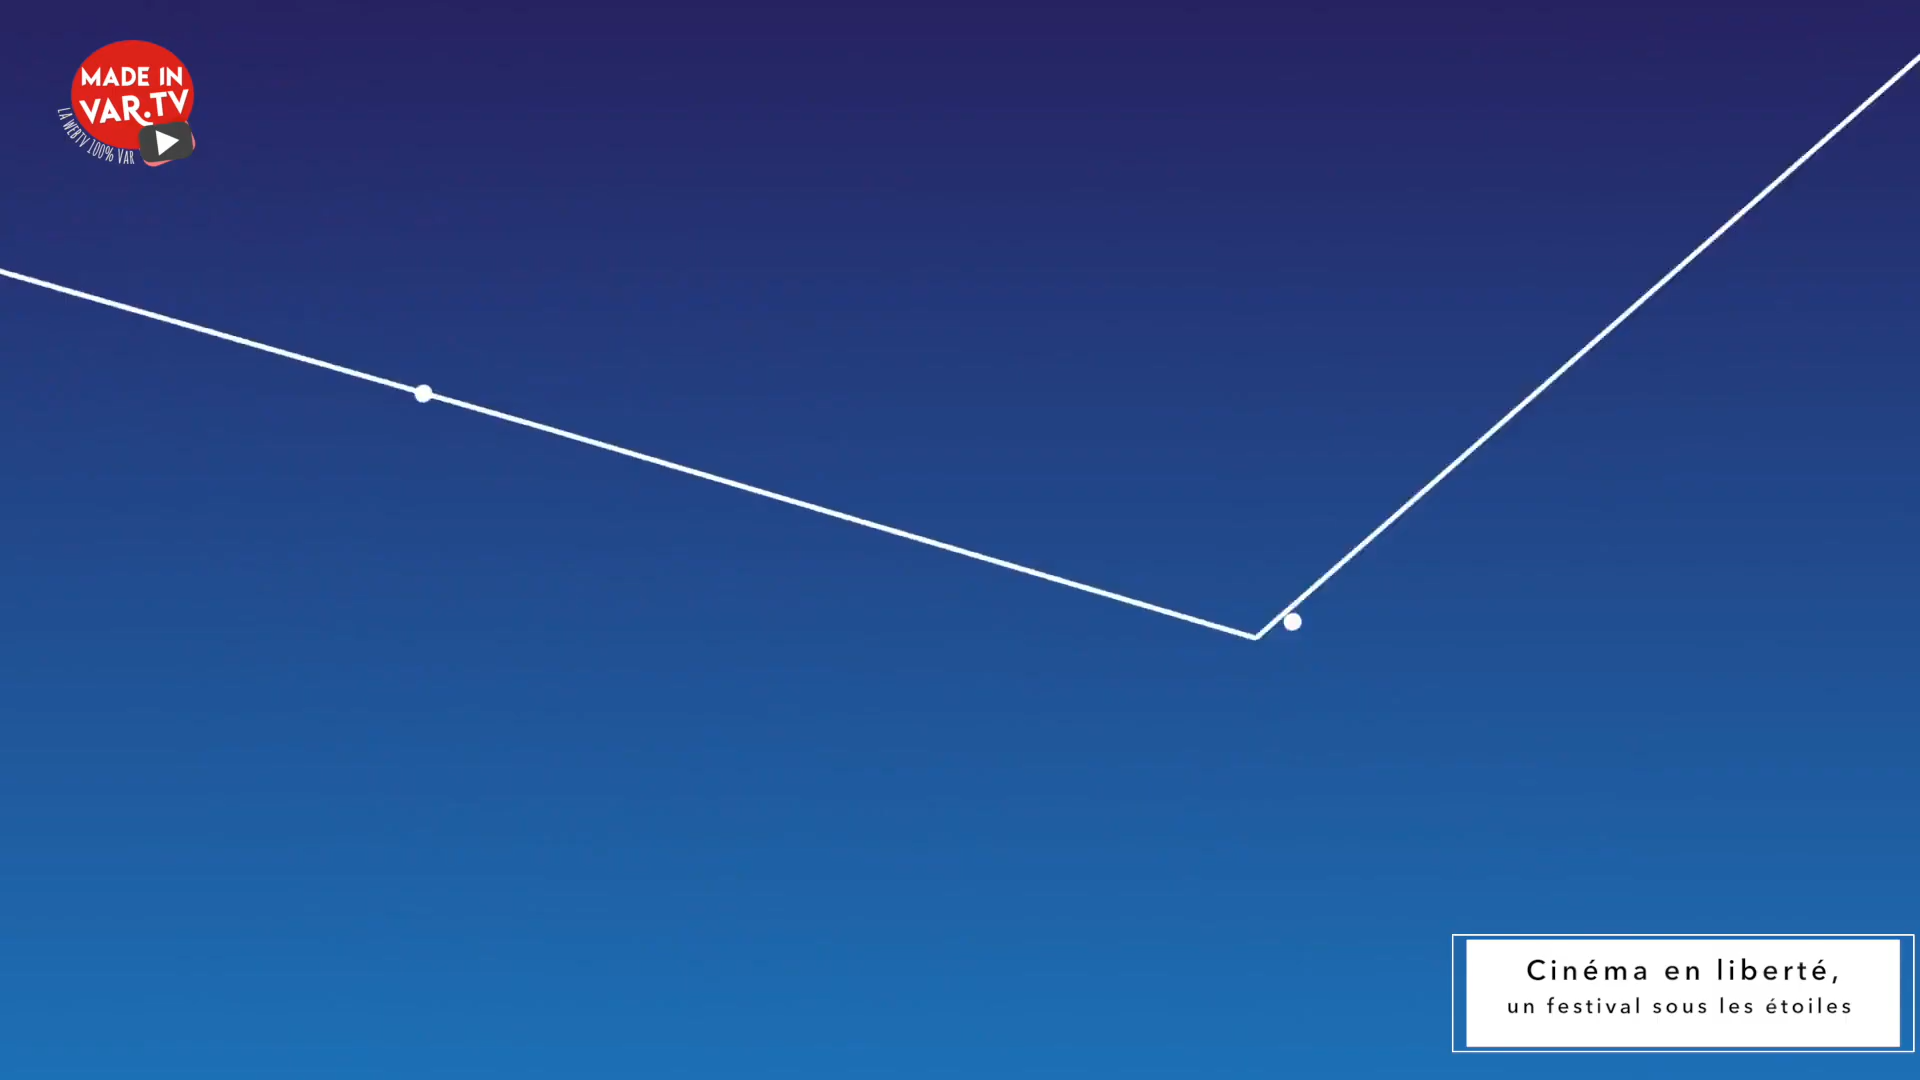 MADE IN
VAR.TV
LA WEBTV 100% VAR
Cinéma en liberté,
un festival sous les étoiles